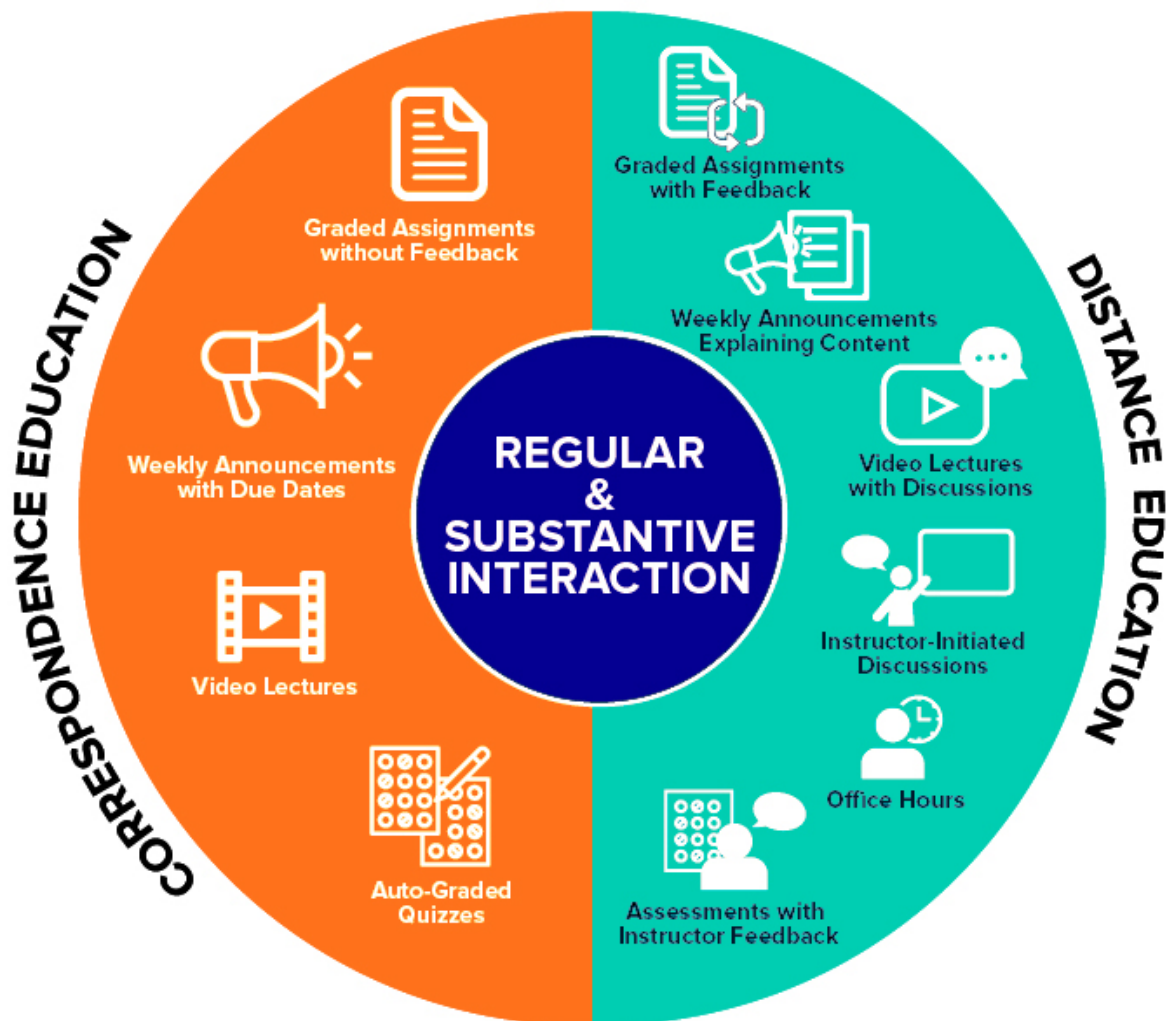 CORRESPONDENCE EDUCATION
Graded Assignments
without Feedback
Weekly Announcements
with Due Dates
Video Lectures
Auto-Graded
Quizzes
REGULAR
&
SUBSTANTIVE
INTERACTION
DISTANCE EDUCATION
Graded Assignments
with Feedback
Weekly Announcements
Explaining Content
Video Lectures
with Discussions
Instructor-Initiated
Discussions
Office Hours
Assessments with
Instructor Feedback